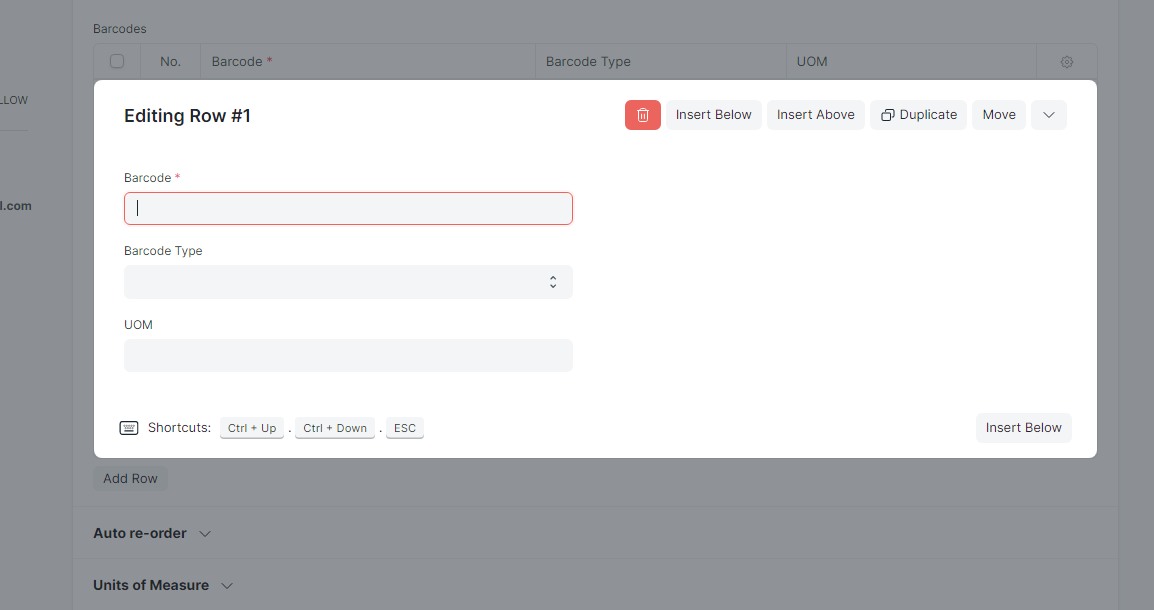 Barcodes
No. Barcode * Barcode Type UOM
LLOW
Editing Row #1 Insert Below Insert Above Duplicate Move
Barcode *
l.com
Barcode Type
UOM
Shortcuts: Ctrl + Up . Ctrl + Down . ESC Insert Below
Add Row
Auto re-order
Units of Measure